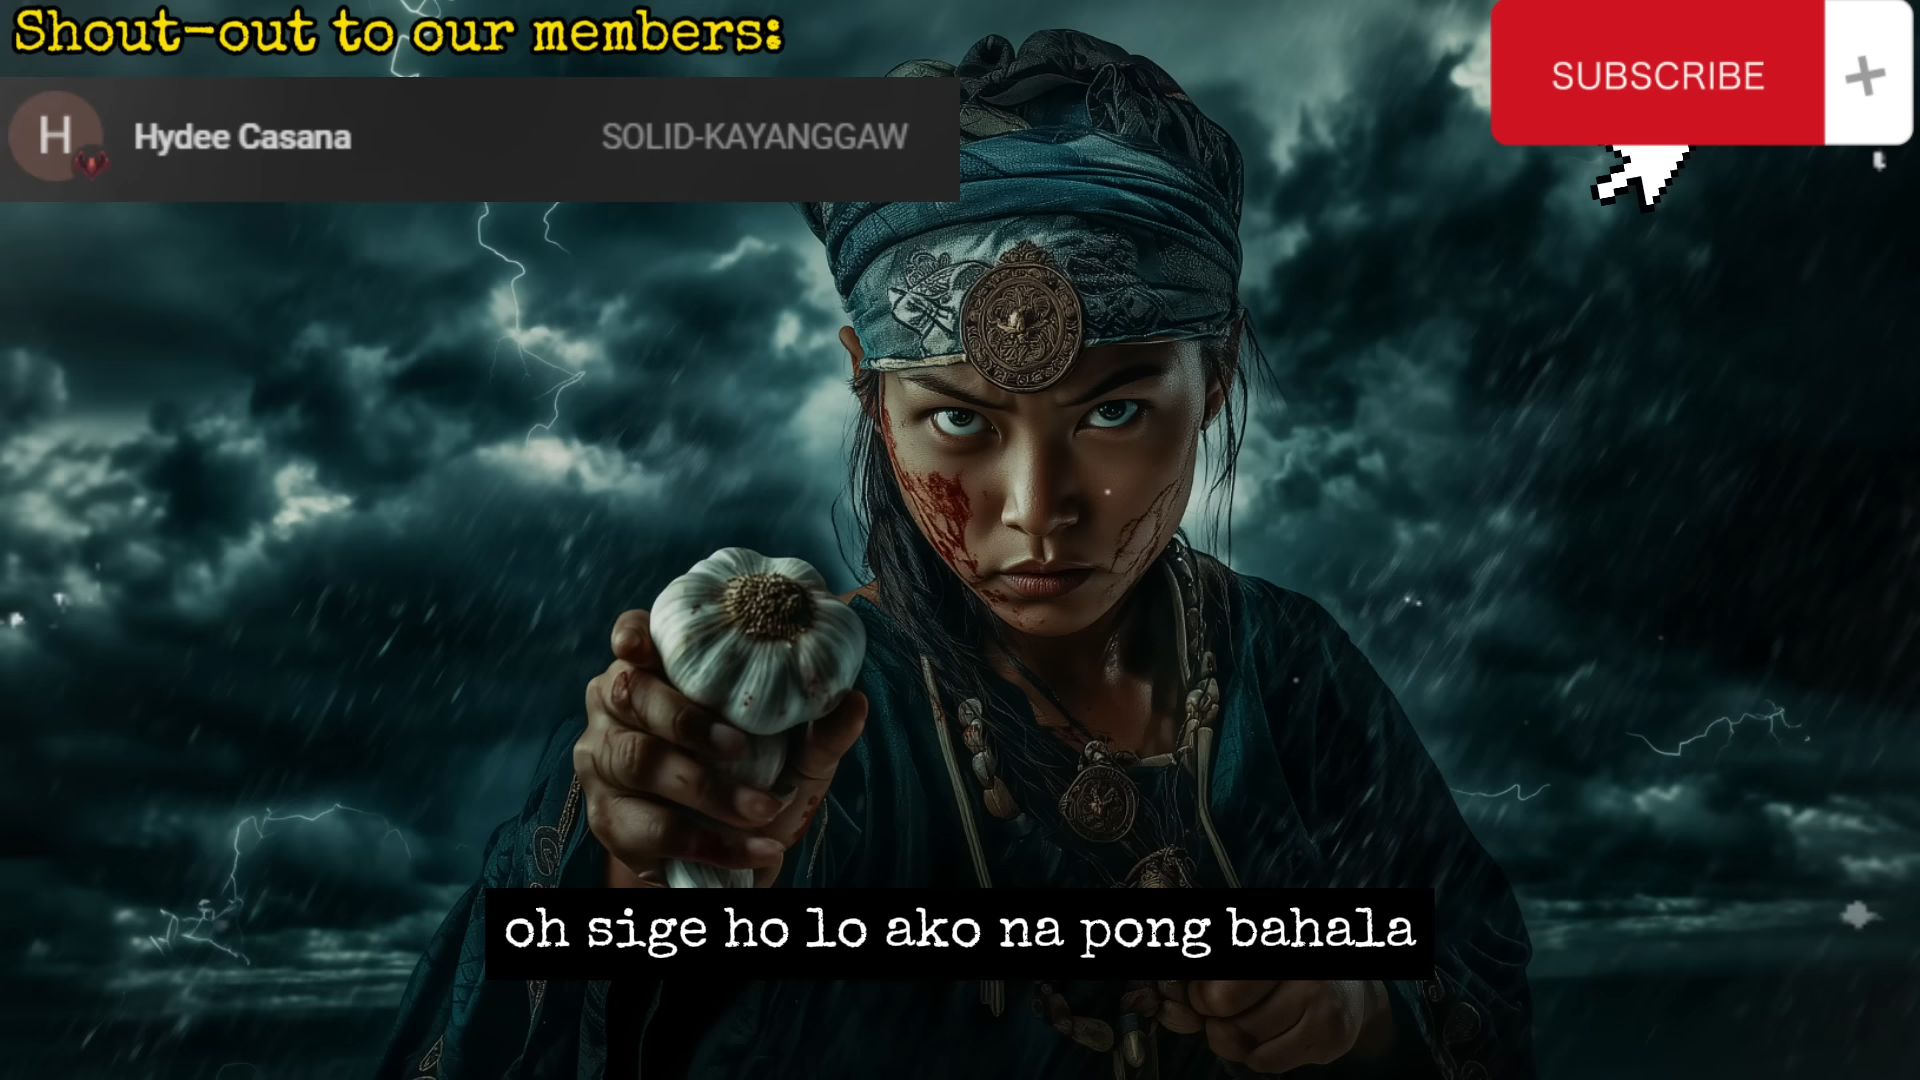 Shout-out to our members:
SUBSCRIBE
H
Hydee Casana
SOLID-KAYANGGAW
oh sige ho lo ako na pong bahala